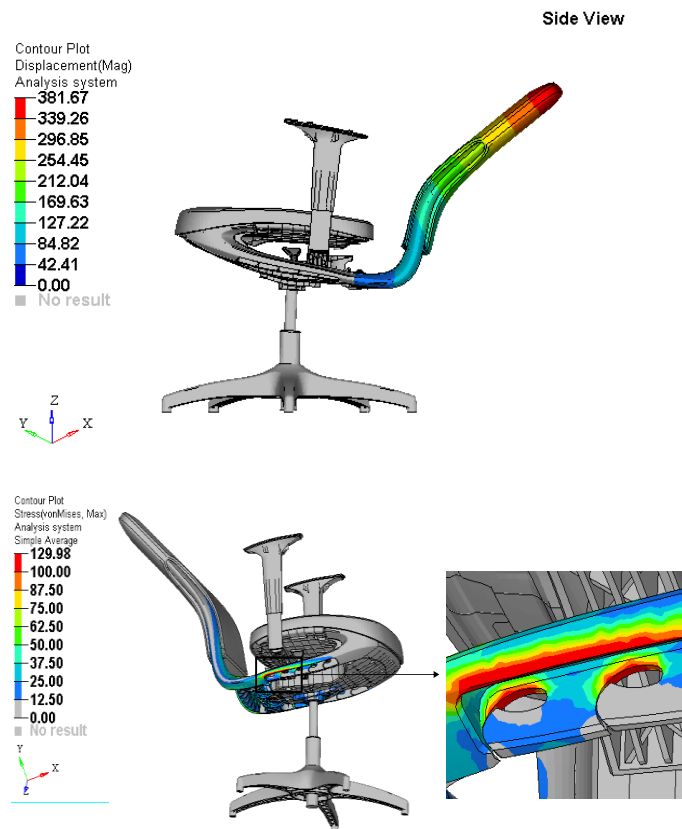 Side View
Contour Plot
Displacement(Mag)
Analysis system
381.67
339.26
296.85
254.45
212.04
169.63
127.22
84.82
42.41
0.00
No result
Z
Y
X
Contour Plot
Stress(vonMises, Max)
Analysis system
Simple Average
129.98
100.00
87.50
75.00
62.50
50.00
37.50
25.00
12.50
0.00
No result
Y
X
Z